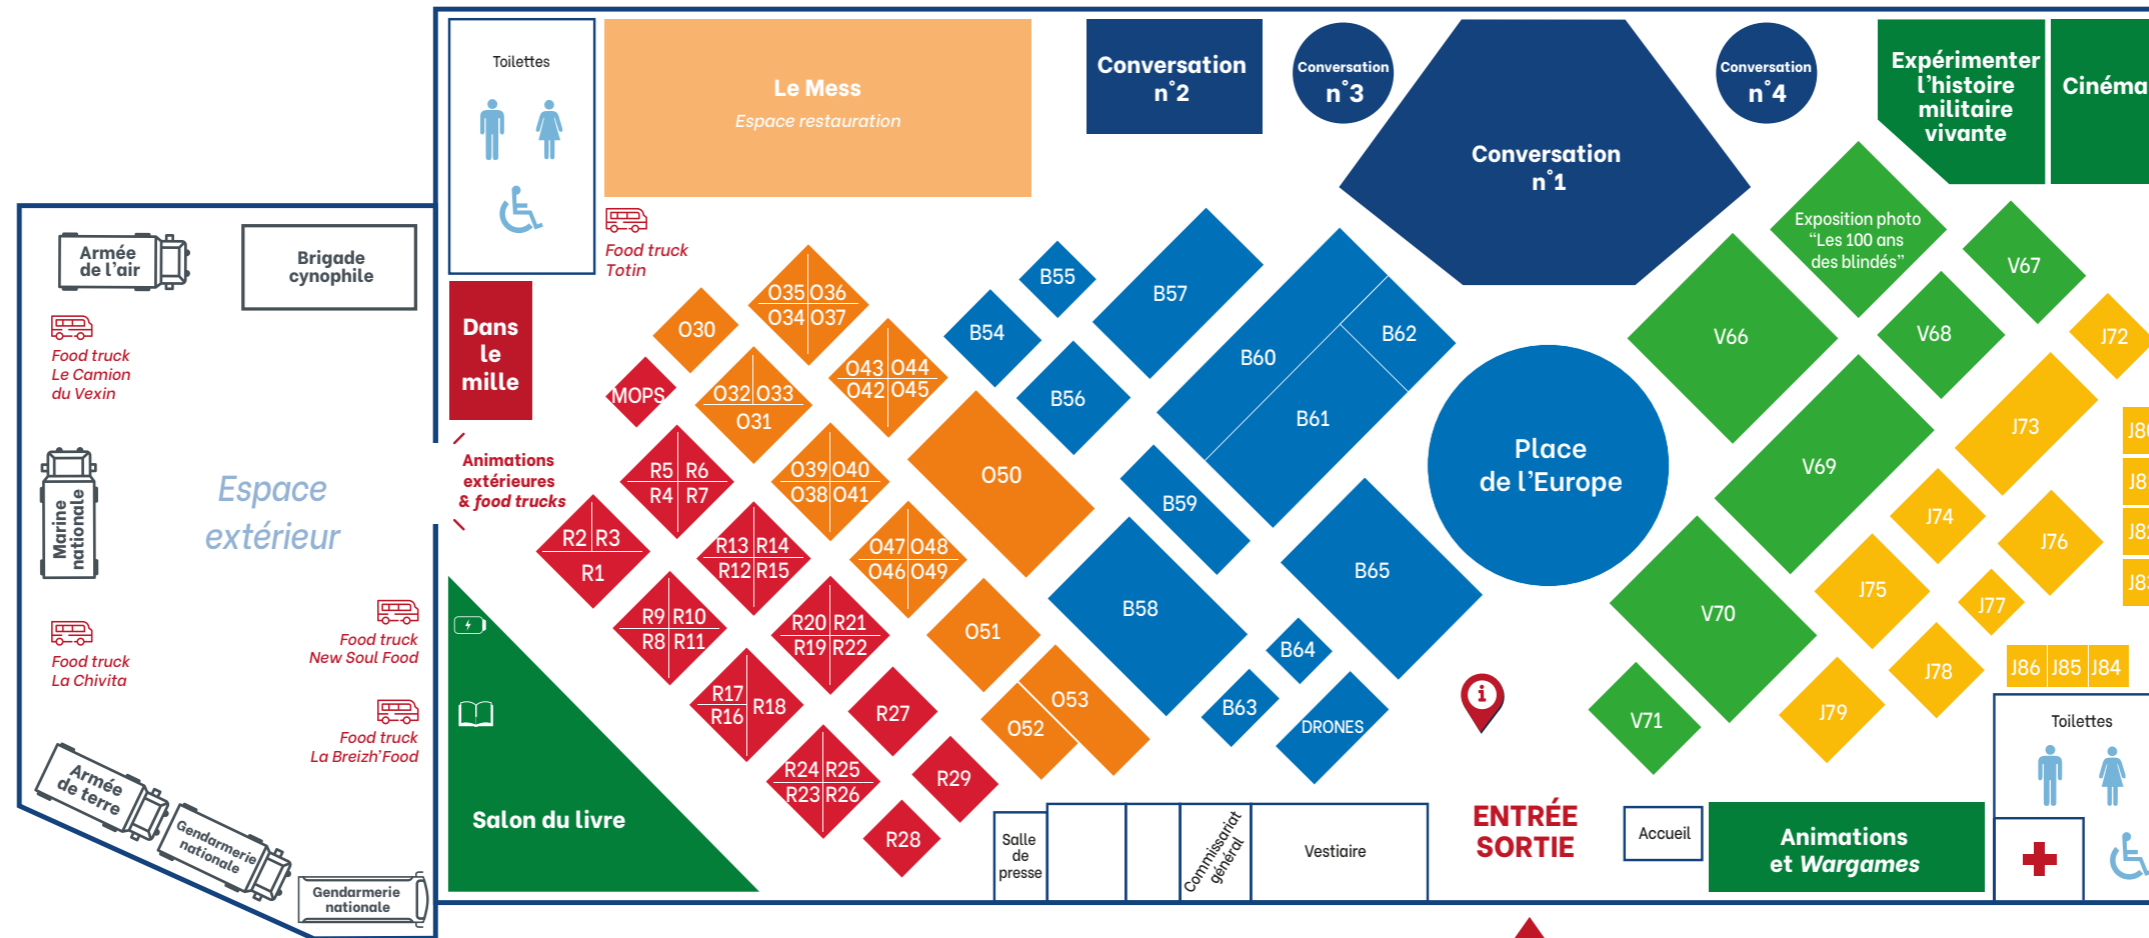 Toilettes
Le Mess
Espace restauration
Conversation
n°2
Conversation
n°3
Conversation
n°1
Conversation
n°4
Expérimenter
l'histoire
militaire
vivante
Cinéma
Armée
de l'air
Brigade
cynophile
Food truck
Totin
Food truck
Le Camion
du Vexin
Dans
le
mille
Animations
extérieures
& food trucks
Marine
nationale
Espace
extérieur
Food truck
La Chivita
Food truck
New Soul Food
Food truck
La Breizh'Food
Armée
de terre
Gendarmerie
nationale
Gendarmerie
nationale
Salon du livre
MOPS
R5 R6
R4 R7
R2 R3
R1
R13 R14
R12 R15
R9 R10
R8 R11
R20 R21
R19 R22
R17
R16
R18
R27
R24 R25
R23 R26
R29
R28
O30
O35 O36
O34 O37
O32 O33
O31
O43 O44
O42 O45
O39 O40
O38 O41
O47 O48
O46 O49
O50
O51
O52
O53
B54
B55
B56
B57
B58
B59
B60
B61
B62
B63
B64
B65
DRONES
Place
de l'Europe
Exposition photo
“Les 100 ans
des blindés”
V66
V67
V68
V69
V70
V71
J72
J73
J74
J75
J76
J77
J78
J79
J82
J86 J85 J84
Salle
de
presse
Commissariat
général
Vestiaire
i
ENTRÉE
SORTIE
Accueil
Animations
et Wargames
Toilettes